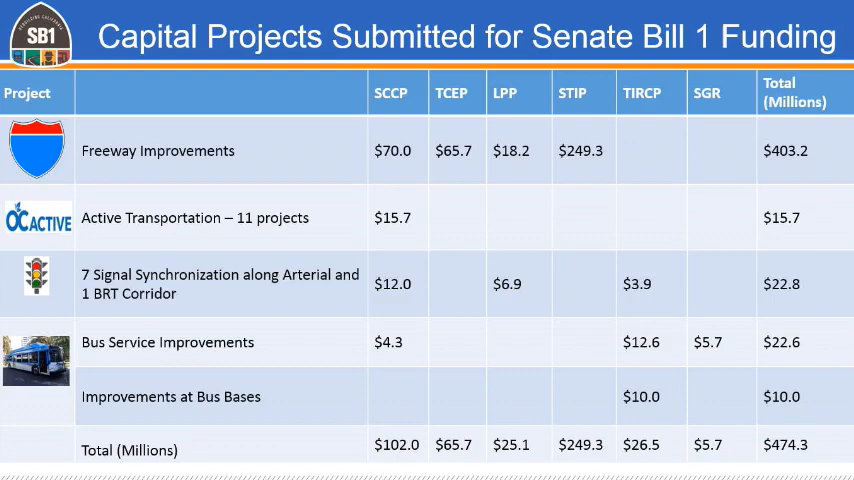 REBUILDING CALIFORNIA
SB1
Capital Projects Submitted for Senate Bill 1 Funding
Project SCCP TCEP LPP STIP TIRCP SGR Total (Millions)
Freeway Improvements $70.0 $65.7 $18.2 $249.3 $403.2
OC ACTIVE Active Transportation – 11 projects $15.7 $15.7
7 Signal Synchronization along Arterial and
1 BRT Corridor $12.0 $6.9 $3.9 $22.8
Bus Service Improvements $4.3 $12.6 $5.7 $22.6
Improvements at Bus Bases $10.0 $10.0
Total (Millions) $102.0 $65.7 $25.1 $249.3 $26.5 $5.7 $474.3